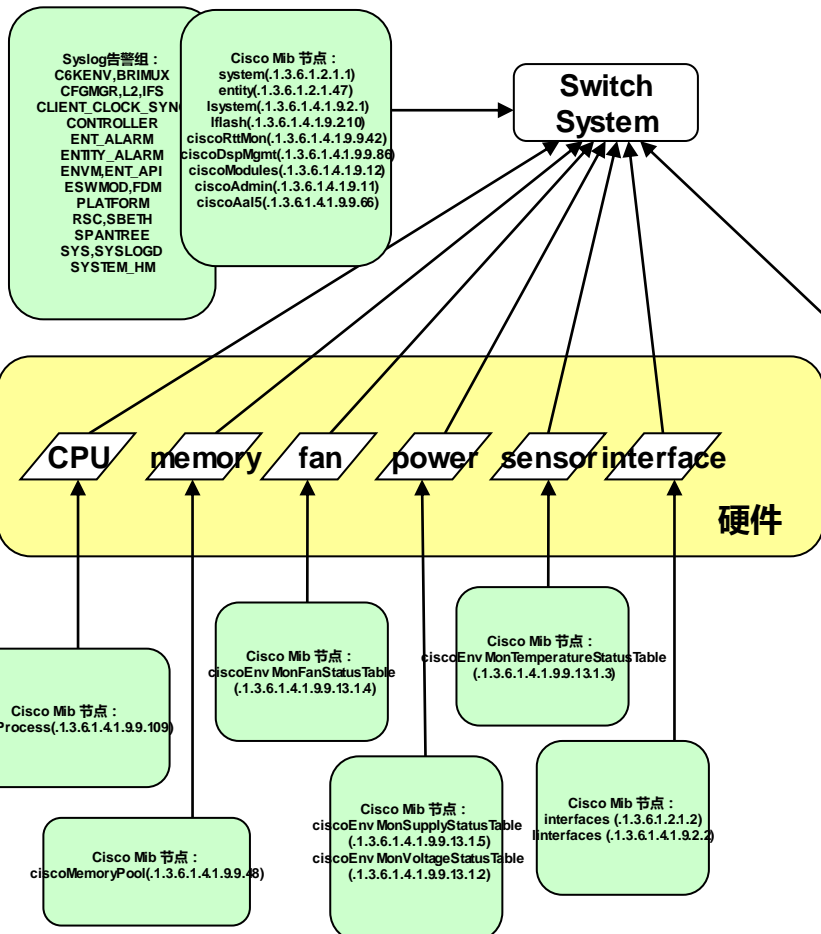 Syslog告警组：
C6KENV,BRIMUX
CFGMGR,L2,IFS
CLIENT_CLOCK_SYNC
CONTROLLER
ENT_ALARM
ENTITY_ALARM
ENVM,ENT_API
ESWMOD,FDM
PLATFORM
RSC,SBETH
SPANTREE
SYS,SYSLOGD
SYSTEM_HM
Cisco Mib 节点：
system(.1.3.6.1.2.1.1)
entity(.1.3.6.1.2.1.47)
lsystem(.1.3.6.1.4.1.9.2.1)
lflash(.1.3.6.1.4.1.9.2.10)
ciscoRttMon(.1.3.6.1.4.1.9.9.42)
ciscoDspMgmt(.1.3.6.1.4.1.9.9.86)
ciscoModules(.1.3.6.1.4.1.9.12)
ciscoAdmin(.1.3.6.1.4.1.9.11)
ciscoAal5(.1.3.6.1.4.1.9.9.66)
Switch
System
CPU
memory
fan
power
sensor
interface
硬件
Cisco Mib 节点：
Process(.1.3.6.1.4.1.9.9.109)
Cisco Mib 节点：
ciscoMemoryPool(.1.3.6.1.4.1.9.9.48)
Cisco Mib 节点：
ciscoEnvMonFanStatusTable
(.1.3.6.1.4.1.9.9.13.1.4)
Cisco Mib 节点：
ciscoEnvMonSupplyStatusTable
(.1.3.6.1.4.1.9.9.13.1.5)
ciscoEnvMonVoltageStatusTable
(.1.3.6.1.4.1.9.9.13.1.2)
Cisco Mib 节点：
ciscoEnvMonTemperatureStatusTable
(.1.3.6.1.4.1.9.9.13.1.3)
Cisco Mib 节点：
interfaces (.1.3.6.1.2.1.2)
linterfaces (.1.3.6.1.4.1.9.2.2)